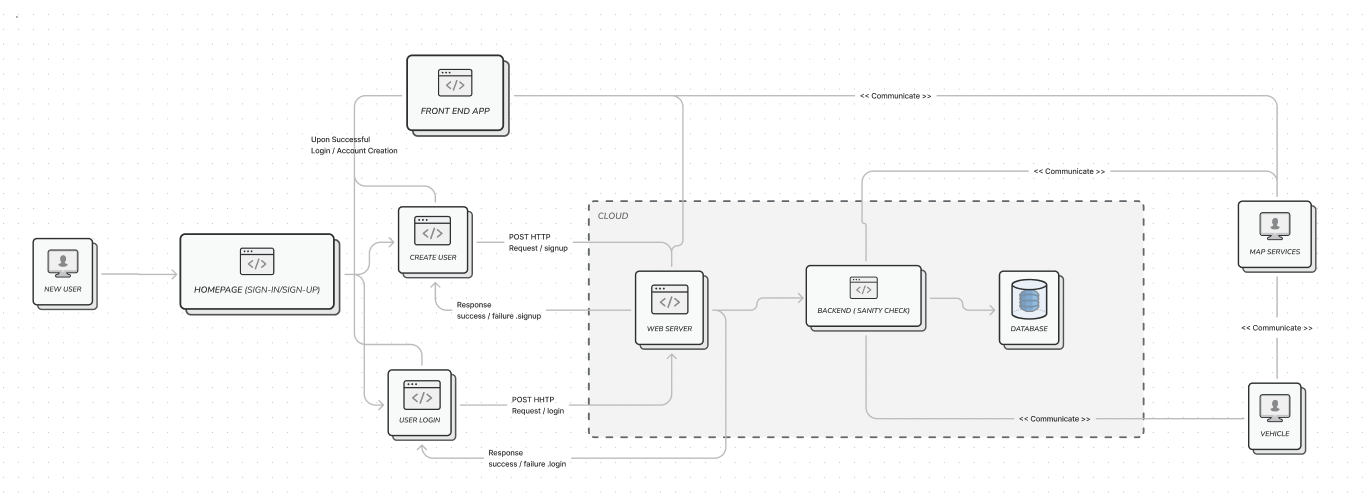 FRONT END APP
<< Communicate >>
Upon Successful
Login / Account Creation
<< Communicate >>
CLOUD
CREATE USER
POST HTTP
Request / signup
MAP SERVICES
NEW USER
HOMEPAGE (SIGN-IN/SIGN-UP)
Response
success / failure .signup
WEB SERVER
BACKEND ( SANITY CHECK)
DATABASE
<< Communicate >>
USER LOGIN
POST HHTP
Request / login
<< Communicate >>
VEHICLE
Response
success / failure .login